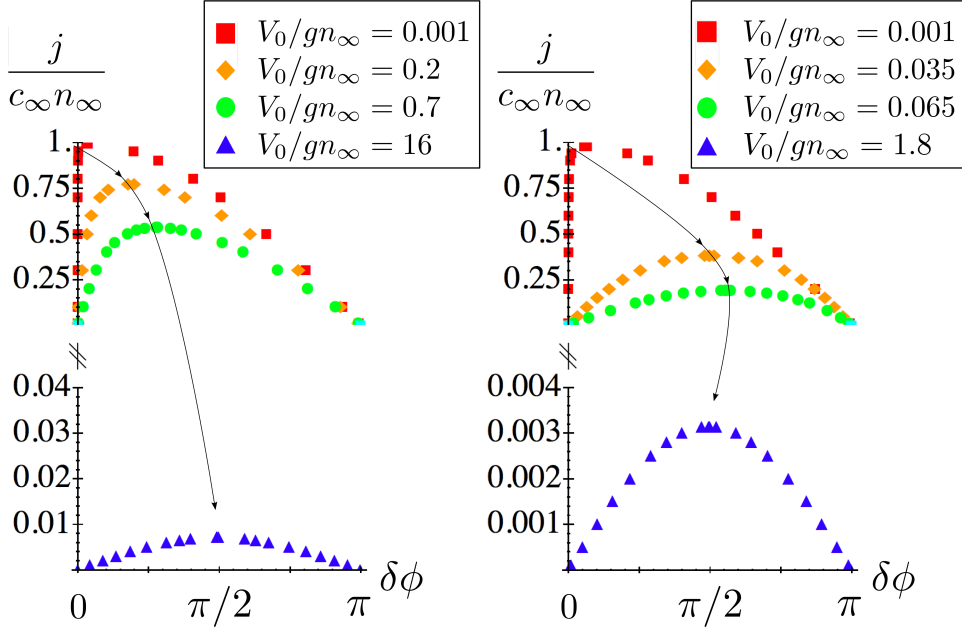 j
c∞n∞
V₀/gn∞ = 0.001
V₀/gn∞ = 0.2
V₀/gn∞ = 0.7
V₀/gn∞ = 16
1.
0.75
0.5
0.25
0.04
0.03
0.02
0.01
0
π/2
π
δϕ
j
c∞n∞
V₀/gn∞ = 0.001
V₀/gn∞ = 0.035
V₀/gn∞ = 0.065
V₀/gn∞ = 1.8
1.
0.75
0.5
0.25
0.004
0.003
0.002
0.001
0
π/2
π
δϕ